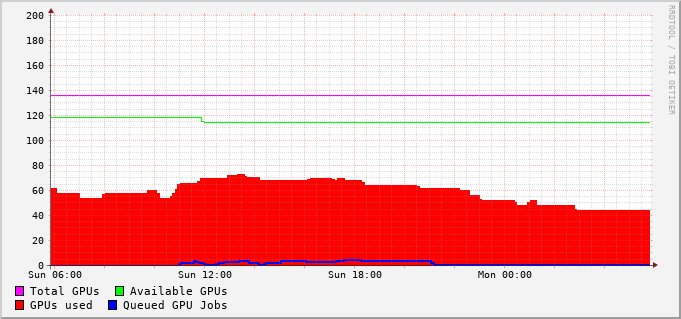 RRDTOOL / TOBI OETIKER
200
180
160
140
120
100
80
60
40
20
0
Sun 06:00 Sun 12:00 Sun 18:00 Mon 00:00
Total GPUs Available GPUs
GPUs used Queued GPU Jobs